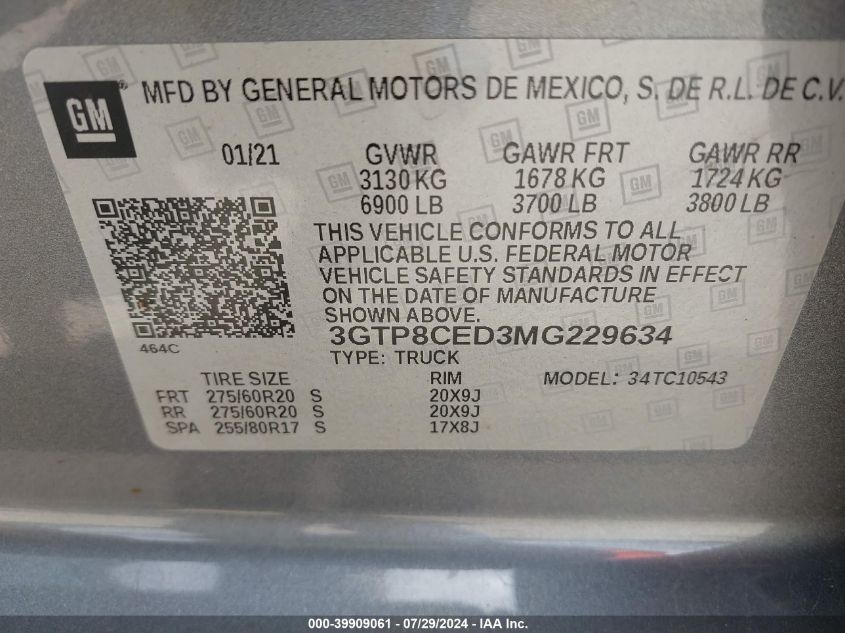 GM ® MFD BY GENERAL MOTORS DE MEXICO, S. DE R.L. DE C.V.
01/21 GVWR GAWR FRT GAWR RR
3130 KG 1678 KG 1724 KG
6900 LB 3700 LB 3800 LB
THIS VEHICLE CONFORMS TO ALL
APPLICABLE U.S. FEDERAL MOTOR
VEHICLE SAFETY STANDARDS IN EFFECT
ON THE DATE OF MANUFACTURE
SHOWN ABOVE.
464C 3GTP8CED3MG229634
TYPE: TRUCK
TIRE SIZE RIM MODEL: 34TC10543
FRT 275/60R20 S 20X9J
RR 275/60R20 S 20X9J
SPA 255/80R17 S 17X8J
000-39909061 - 07/29/2024 - IAA Inc.